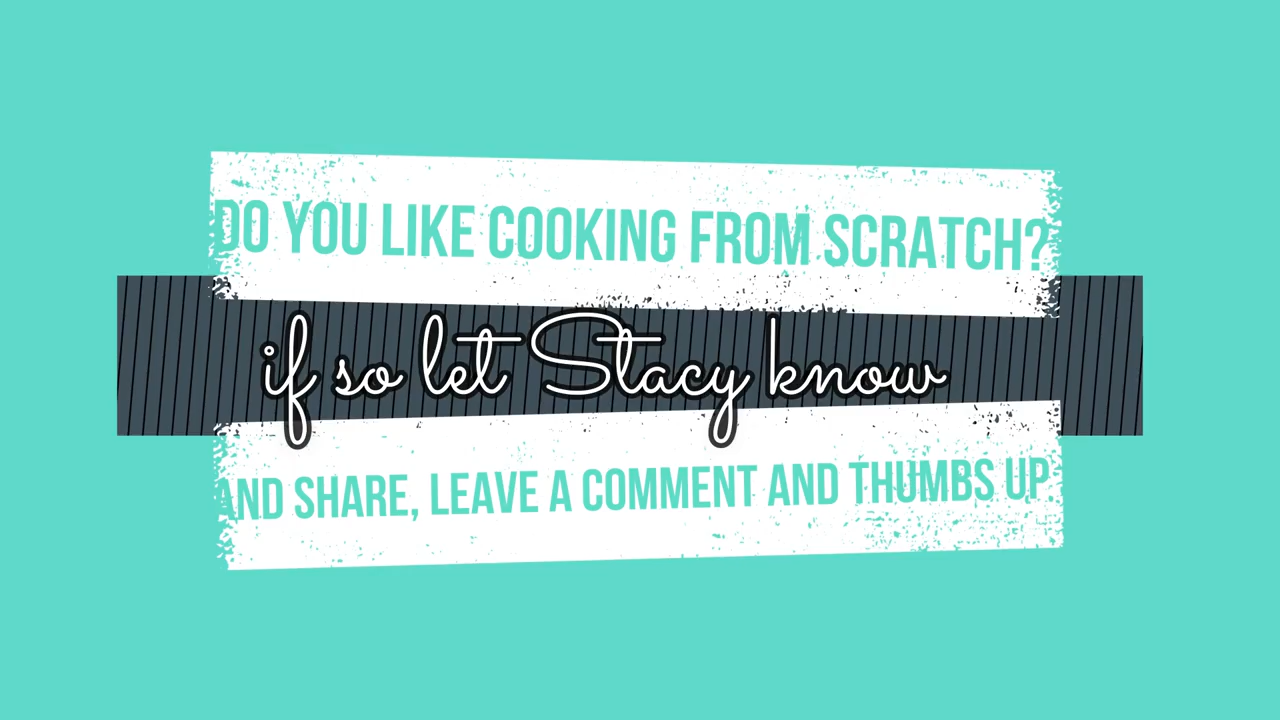 DO YOU LIKE COOKING FROM SCRATCH?
if so let Stacy know
AND SHARE, LEAVE A COMMENT AND THUMBS UP.